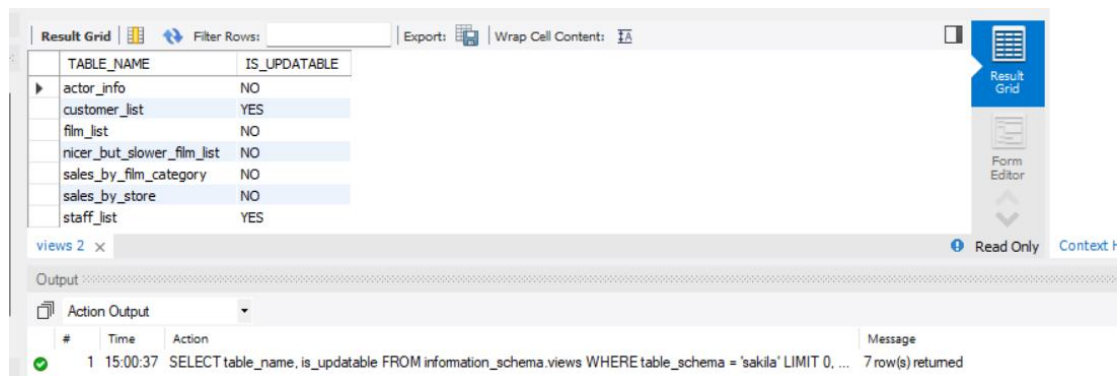 Result Grid Filter Rows: Export: Wrap Cell Content:
TABLE_NAME IS_UPDATABLE
actor_info NO
customer_list YES
film_list NO
nicer_but_slower_film_list NO
sales_by_film_category NO
sales_by_store NO
staff_list YES
Result
Grid
Form
Editor
views 2 Read Only Context H
Output
Action Output
# Time Action Message
1 15:00:37 SELECT table_name, is_updatable FROM information_schema.views WHERE table_schema = 'sakila' LIMIT 0, ... 7 row(s) returned